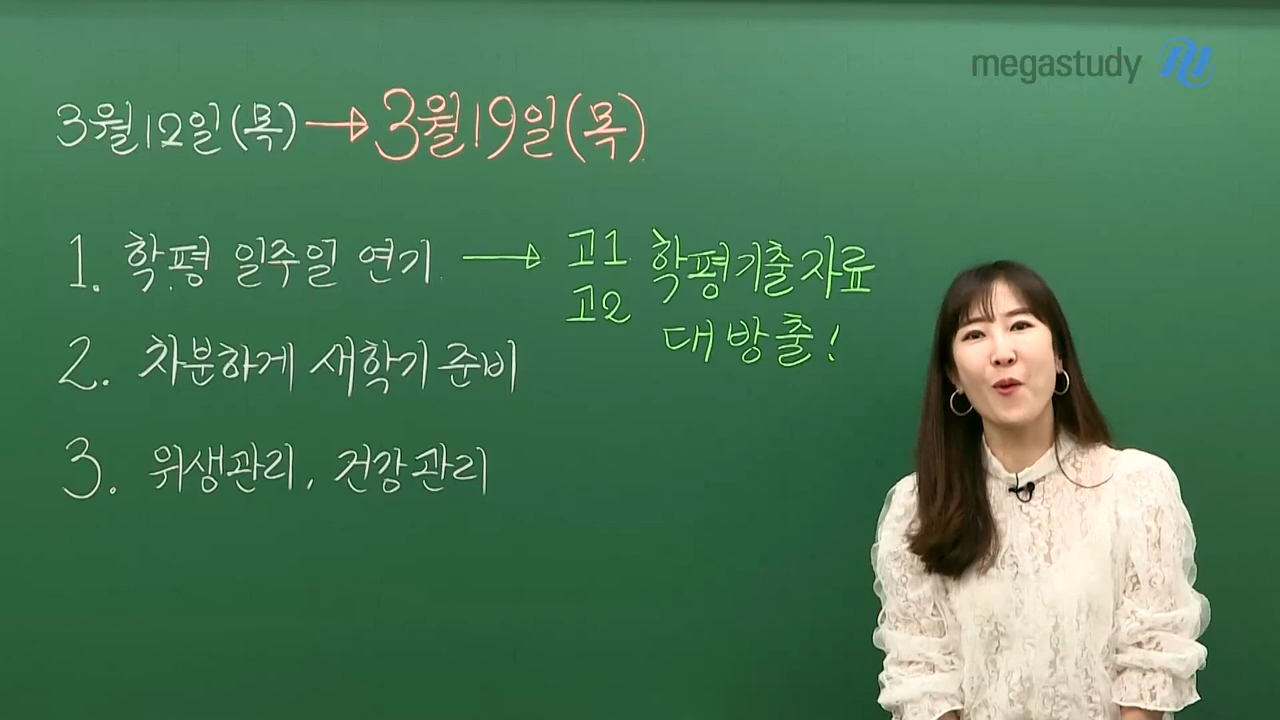 megastudy
3월 12일(목) → 3월 19일(목)
1. 학평 일주일 연기 → 고1 학평기출자료
고2 대방출!
2. 차분하게 새학기 준비
3. 위생관리, 건강관리